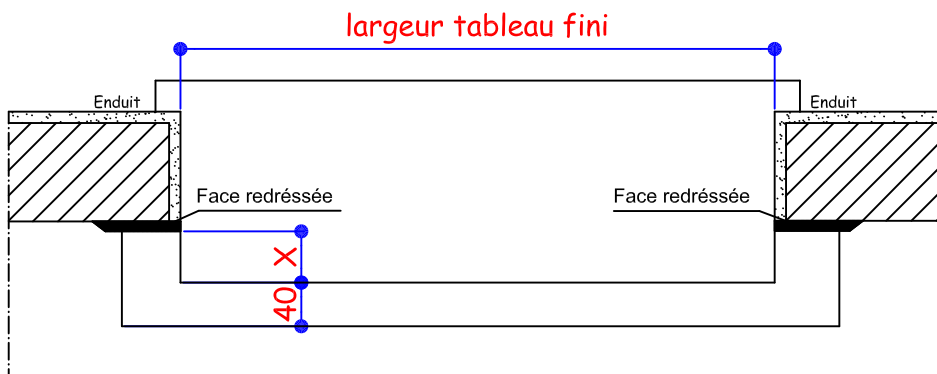 largeur tableau fini
Enduit
Enduit
Face redréssée
Face redréssée
X
40